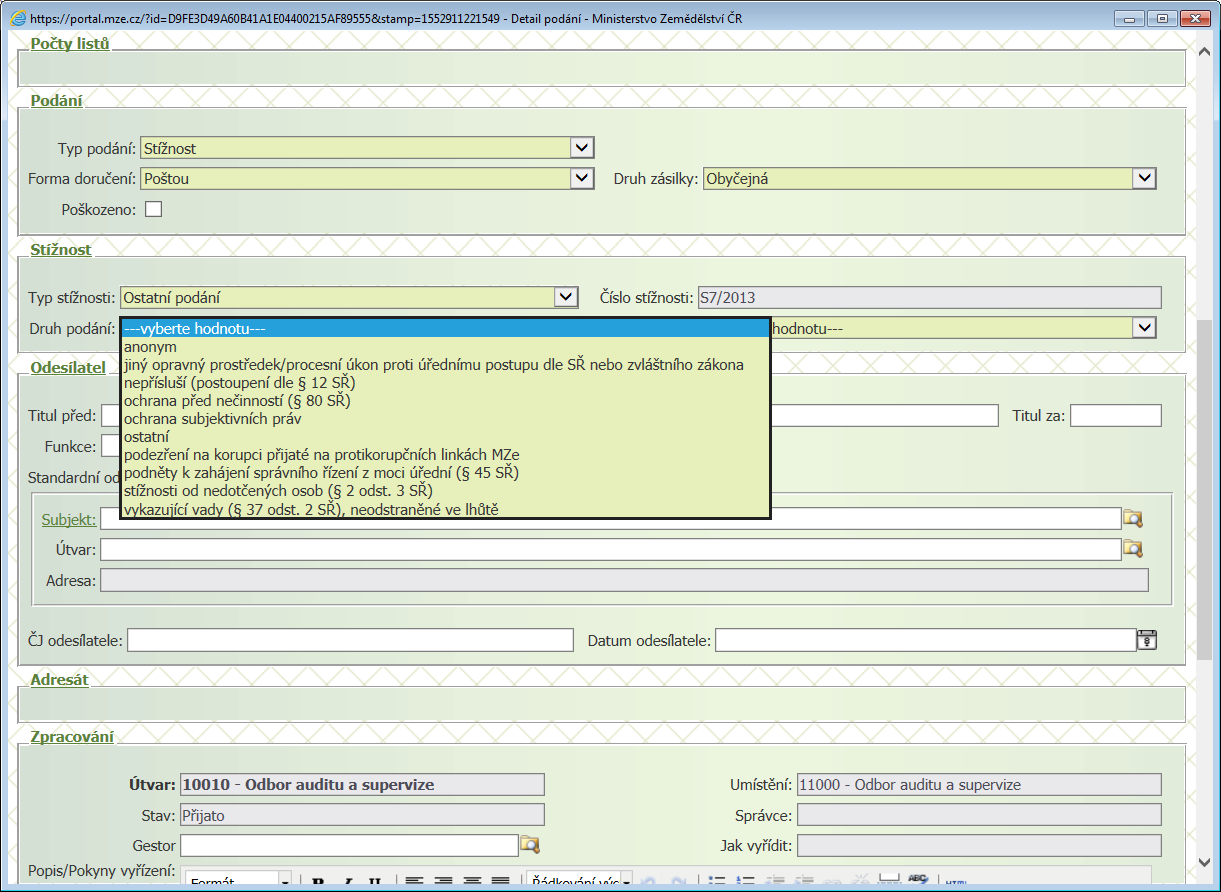 https://portal.mze.cz/?id=D9FE3D49A60B41A1E04400215AF89555&stamp=1552911221549 - Detail podání - Ministerstvo Zemědělství ČR
Počty listů
Podání
Typ podání: Stížnost
Forma doručení: Poštou Druh zásilky: Obyčejná
Poškozeno:
Stížnost
Typ stížnosti: Ostatní podání Číslo stížnosti: S7/2013
Druh podání: ---vyberte hodnotu--- hodnotu---
anonym
jiný opravný prostředek/procesní úkon proti úřednímu postupu dle SŘ nebo zvláštního zákona
Odesílatel
nepřísluší (postoupení dle § 12 SŘ)
ochrana před nečinností (§ 80 SŘ)
Titul před: ochrana subjektivních práv Titul za:
ostatní
Funkce: podezření na korupci přijaté na protikorupčních linkách MZe
Standardní od podněty k zahájení správního řízení z moci úřední (§ 45 SŘ)
stížnosti od nedotčených osob (§ 2 odst. 3 SŘ)
vykazující vady (§ 37 odst. 2 SŘ), neodstraněné ve lhůtě
Subjekt:
Útvar:
Adresa:
ČJ odesílatele: Datum odesílatele:
Adresát
Zpracování
Útvar: 10010 - Odbor auditu a supervize Umístění: 11000 - Odbor auditu a supervize
Stav: Přijato Správce:
Gestor Jak vyřídit:
Popis/Pokyny vyřízení: Formát B I U Řádkování výc ABC HTML